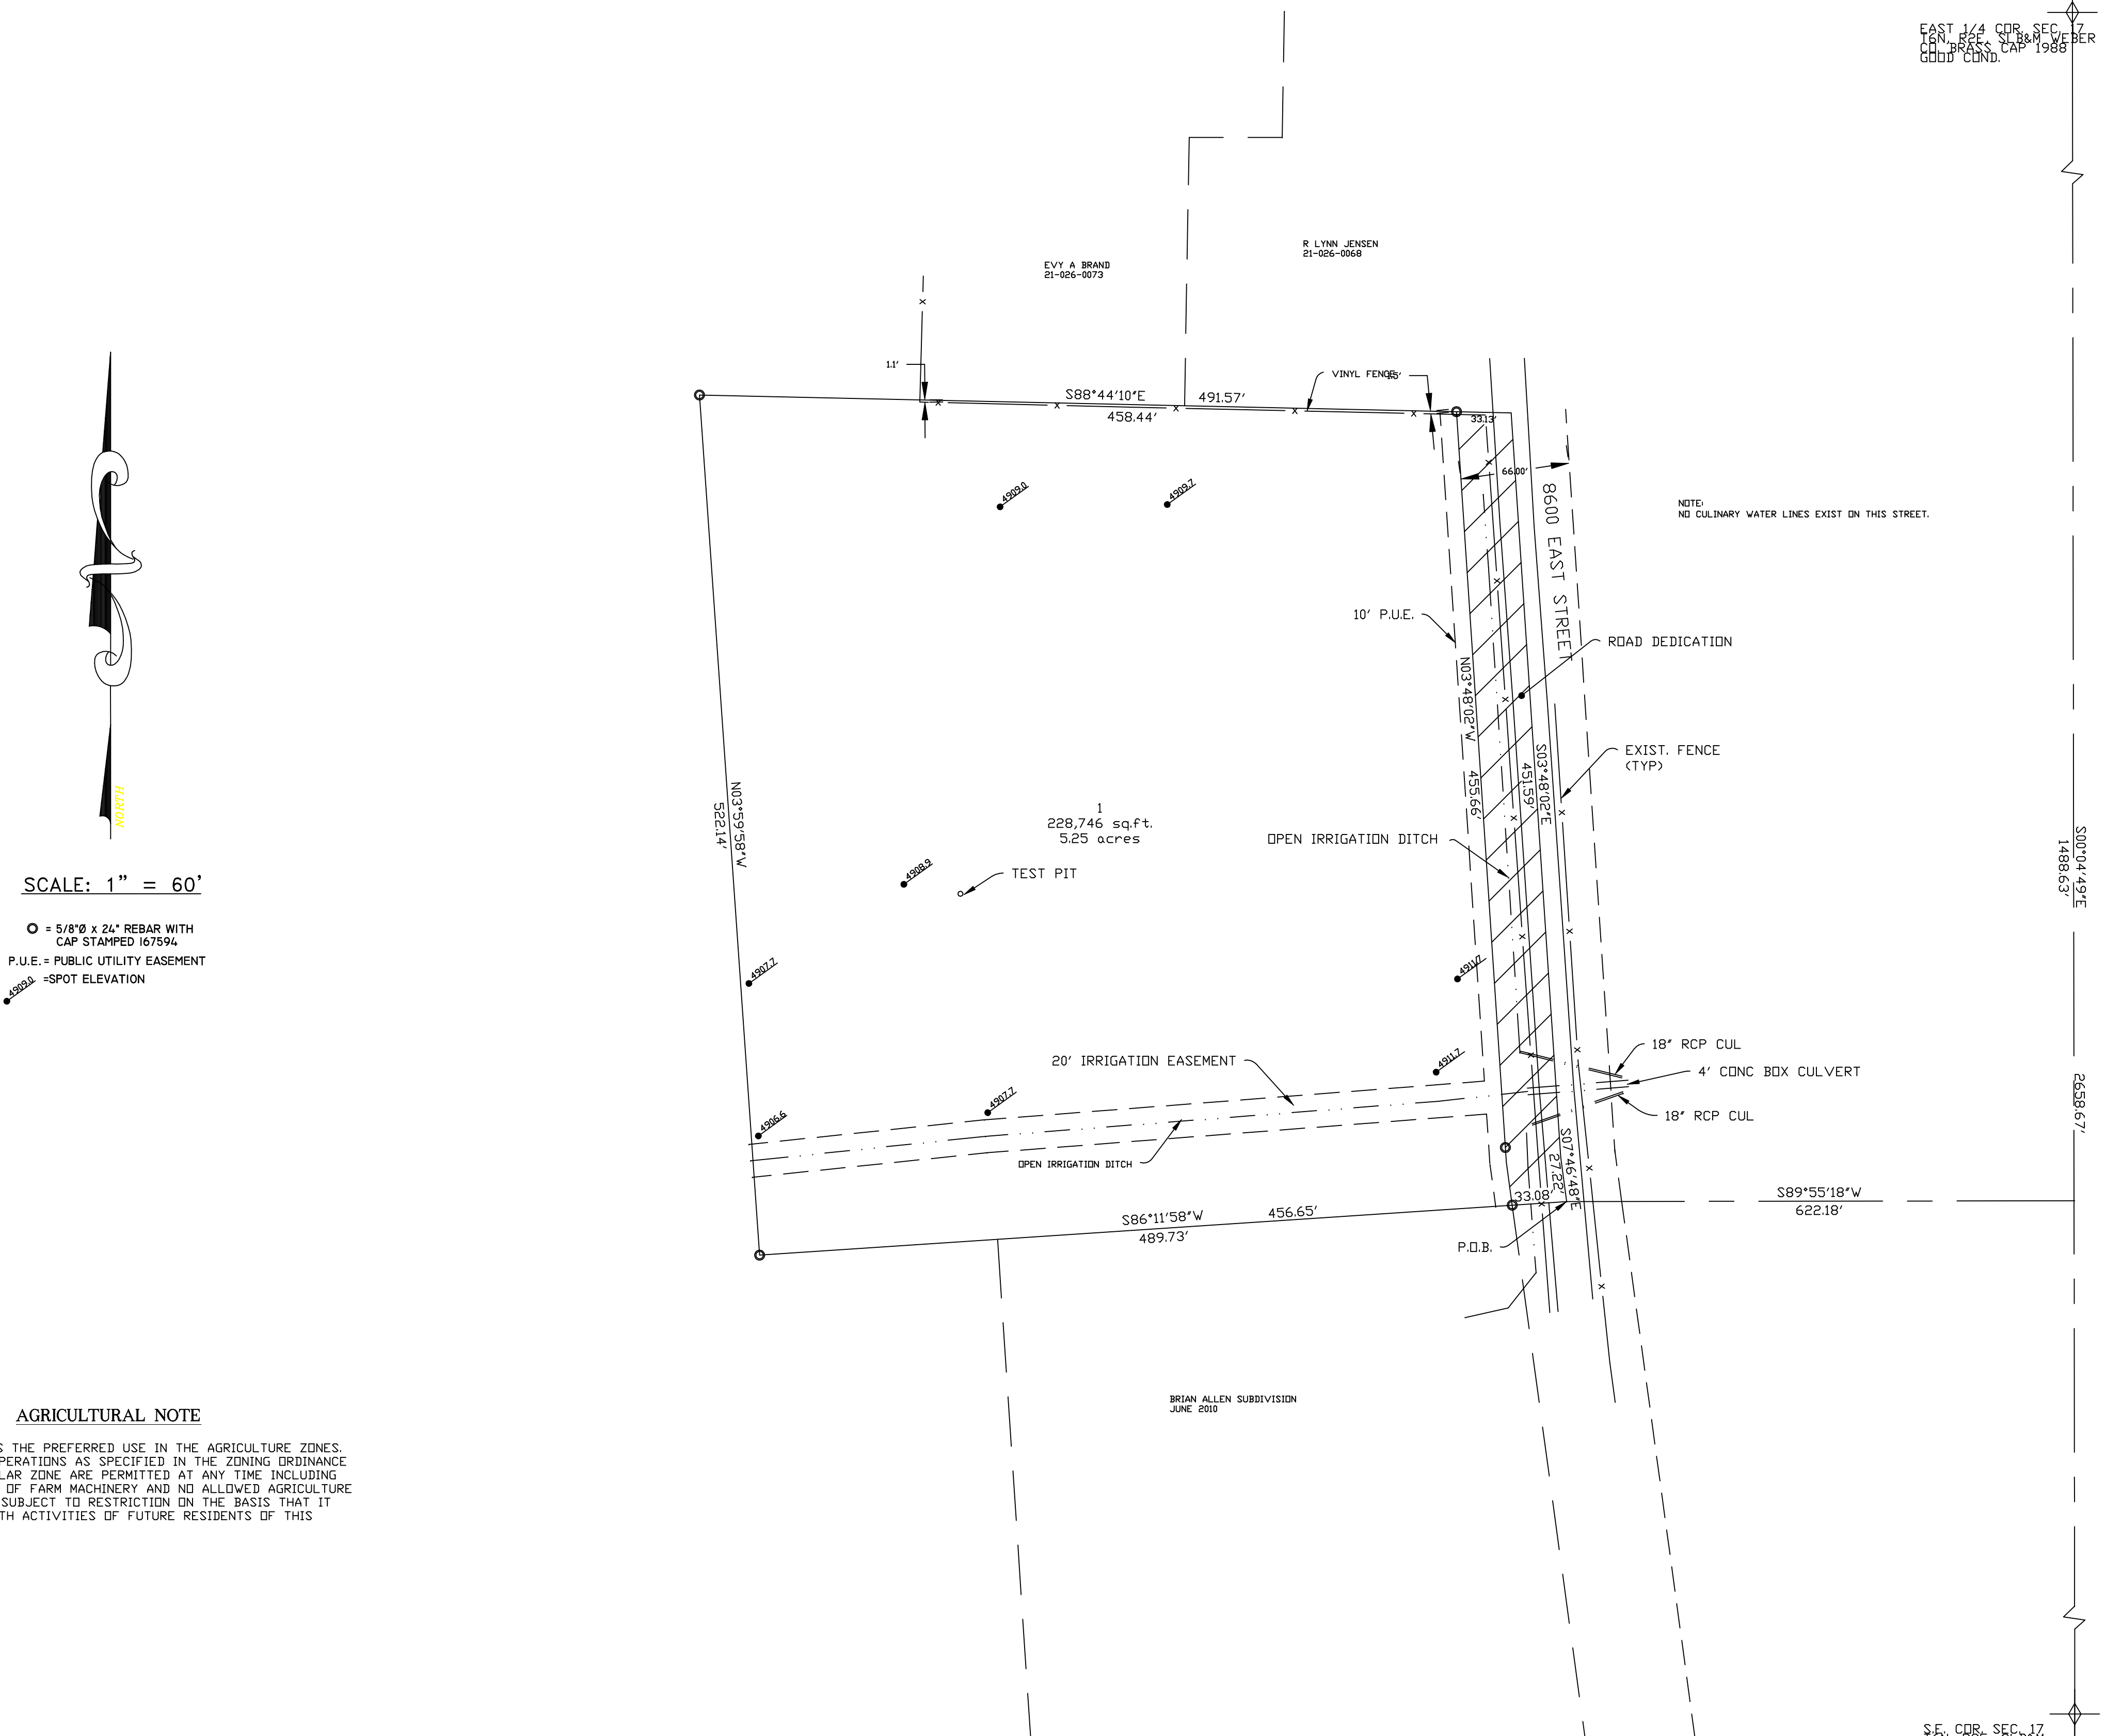 EAST 1/4 COR. SEC. 17
T6N, R2E, SLB&M WEBER
CO. BRASS CAP 1988
GOOD COND.
R LYNN JENSEN
21-026-0068
EVY A BRAND
21-026-0073
1.1'
VINYL FENCE
S88°44'10"E
491.57'
458.44'
33.13'
66.00'
4909.0
4909.7
8600 EAST STREET
NOTE:
NO CULINARY WATER LINES EXIST ON THIS STREET.
10' P.U.E.
ROAD DEDICATION
N03°48'02"W
455.66'
S03°48'02"E
451.59'
EXIST. FENCE
(TYP)
NORTH
N03°59'58"W
522.14'
1
228,746 sq.ft.
5.25 acres
OPEN IRRIGATION DITCH
S00°04'49"E
1488.63'
SCALE: 1" = 60'
4908.9
TEST PIT
= 5/8"Ø x 24" REBAR WITH
CAP STAMPED 167594
P.U.E. = PUBLIC UTILITY EASEMENT
4909.0 =SPOT ELEVATION
4907.7
4911.7
20' IRRIGATION EASEMENT
4911.7
18" RCP CUL
4' CONC BOX CULVERT
18" RCP CUL
2658.67'
4907.7
4906.6
OPEN IRRIGATION DITCH
S07°46'48"E
27.22'
33.08'
S89°55'18"W
622.18'
S86°11'58"W
456.65'
489.73'
P.O.B.
BRIAN ALLEN SUBDIVISION
JUNE 2010
AGRICULTURAL NOTE
THE PREFERRED USE IN THE AGRICULTURE ZONES.
PERATIONS AS SPECIFIED IN THE ZONING ORDINANCE
LAR ZONE ARE PERMITTED AT ANY TIME INCLUDING
OF FARM MACHINERY AND NO ALLOWED AGRICULTURE
SUBJECT TO RESTRICTION ON THE BASIS THAT IT
TH ACTIVITIES OF FUTURE RESIDENTS OF THIS
S.E. COR. SEC. 17